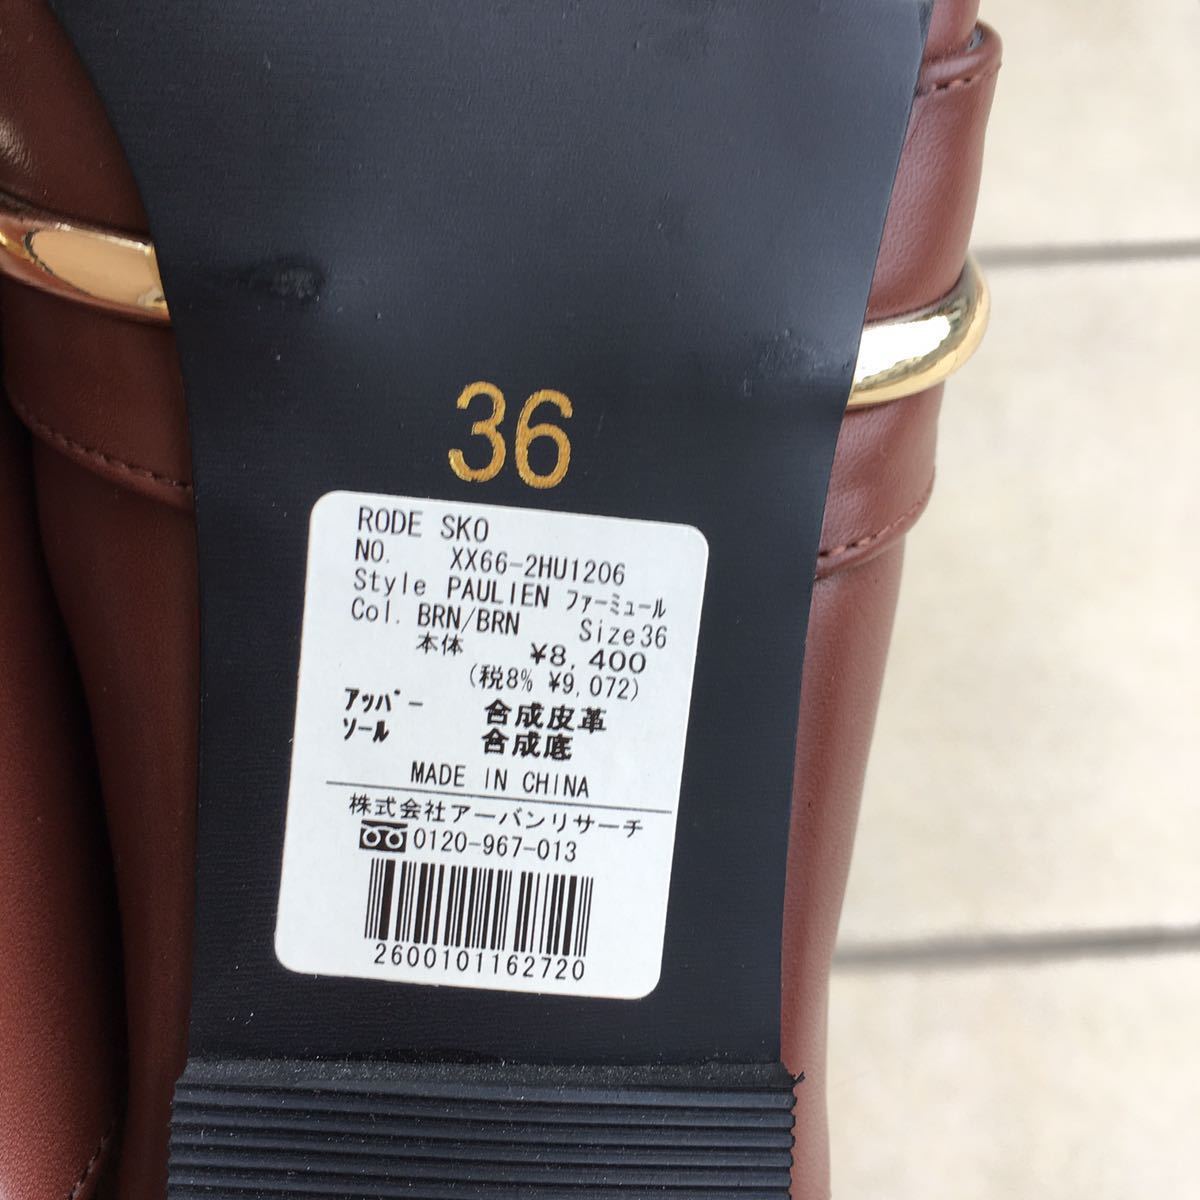 36
RODE SKO
NO. XX66-2HU1206
Style PAULIEN ファーミュール
Col. BRN/BRN Size36
本体 ¥8,400
(税8% ¥9,072)
アッパー 合成皮革
ソール 合成底
MADE IN CHINA
株式会社アーバンリサーチ
0120-967-013
2600101162720